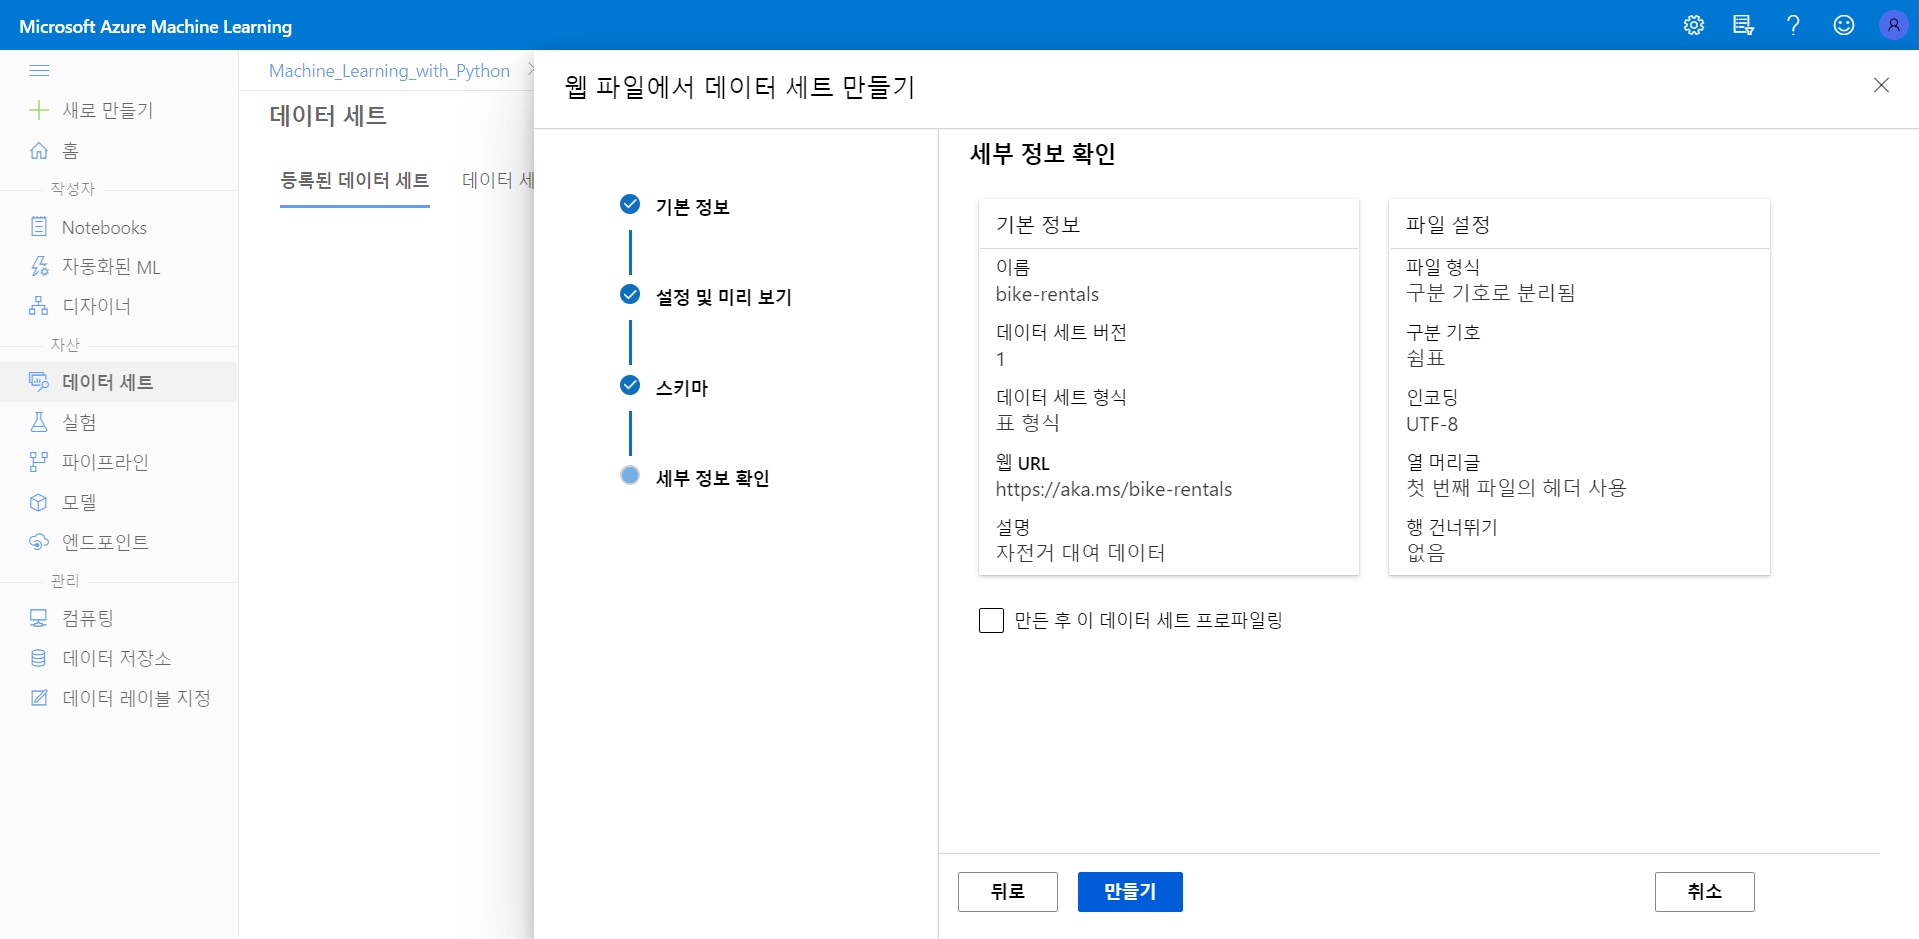 Microsoft Azure Machine Learning
새로 만들기
홈
작성자
Notebooks
자동화된 ML
디자이너
자산
데이터 세트
실험
파이프라인
모델
엔드포인트
관리
컴퓨팅
데이터 저장소
데이터 레이블 지정
Machine_Learning_with_Python
데이터 세트
등록된 데이터 세트 데이터 세
웹 파일에서 데이터 세트 만들기
기본 정보
설정 및 미리 보기
스키마
세부 정보 확인
세부 정보 확인
기본 정보
이름
bike-rentals
데이터 세트 버전
1
데이터 세트 형식
표 형식
웹 URL
https://aka.ms/bike-rentals
설명
자전거 대여 데이터
파일 설정
파일 형식
구분 기호로 분리됨
구분 기호
쉼표
인코딩
UTF-8
열 머리글
첫 번째 파일의 헤더 사용
행 건너뛰기
없음
만든 후 이 데이터 세트 프로파일링
뒤로 만들기 취소